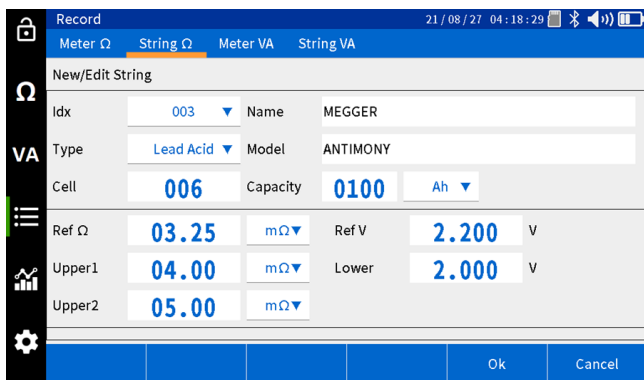 Record 21/08/27 04:18:29
Meter Ω String Ω Meter VA String VA
New/Edit String
Ω
Idx 003 Name MEGGER
VA
Type Lead Acid Model ANTIMONY
Cell 006 Capacity 0100 Ah
Ref Ω 03.25 mΩ Ref V 2.200 V
Upper1 04.00 mΩ Lower 2.000 V
Upper2 05.00 mΩ
Ok Cancel